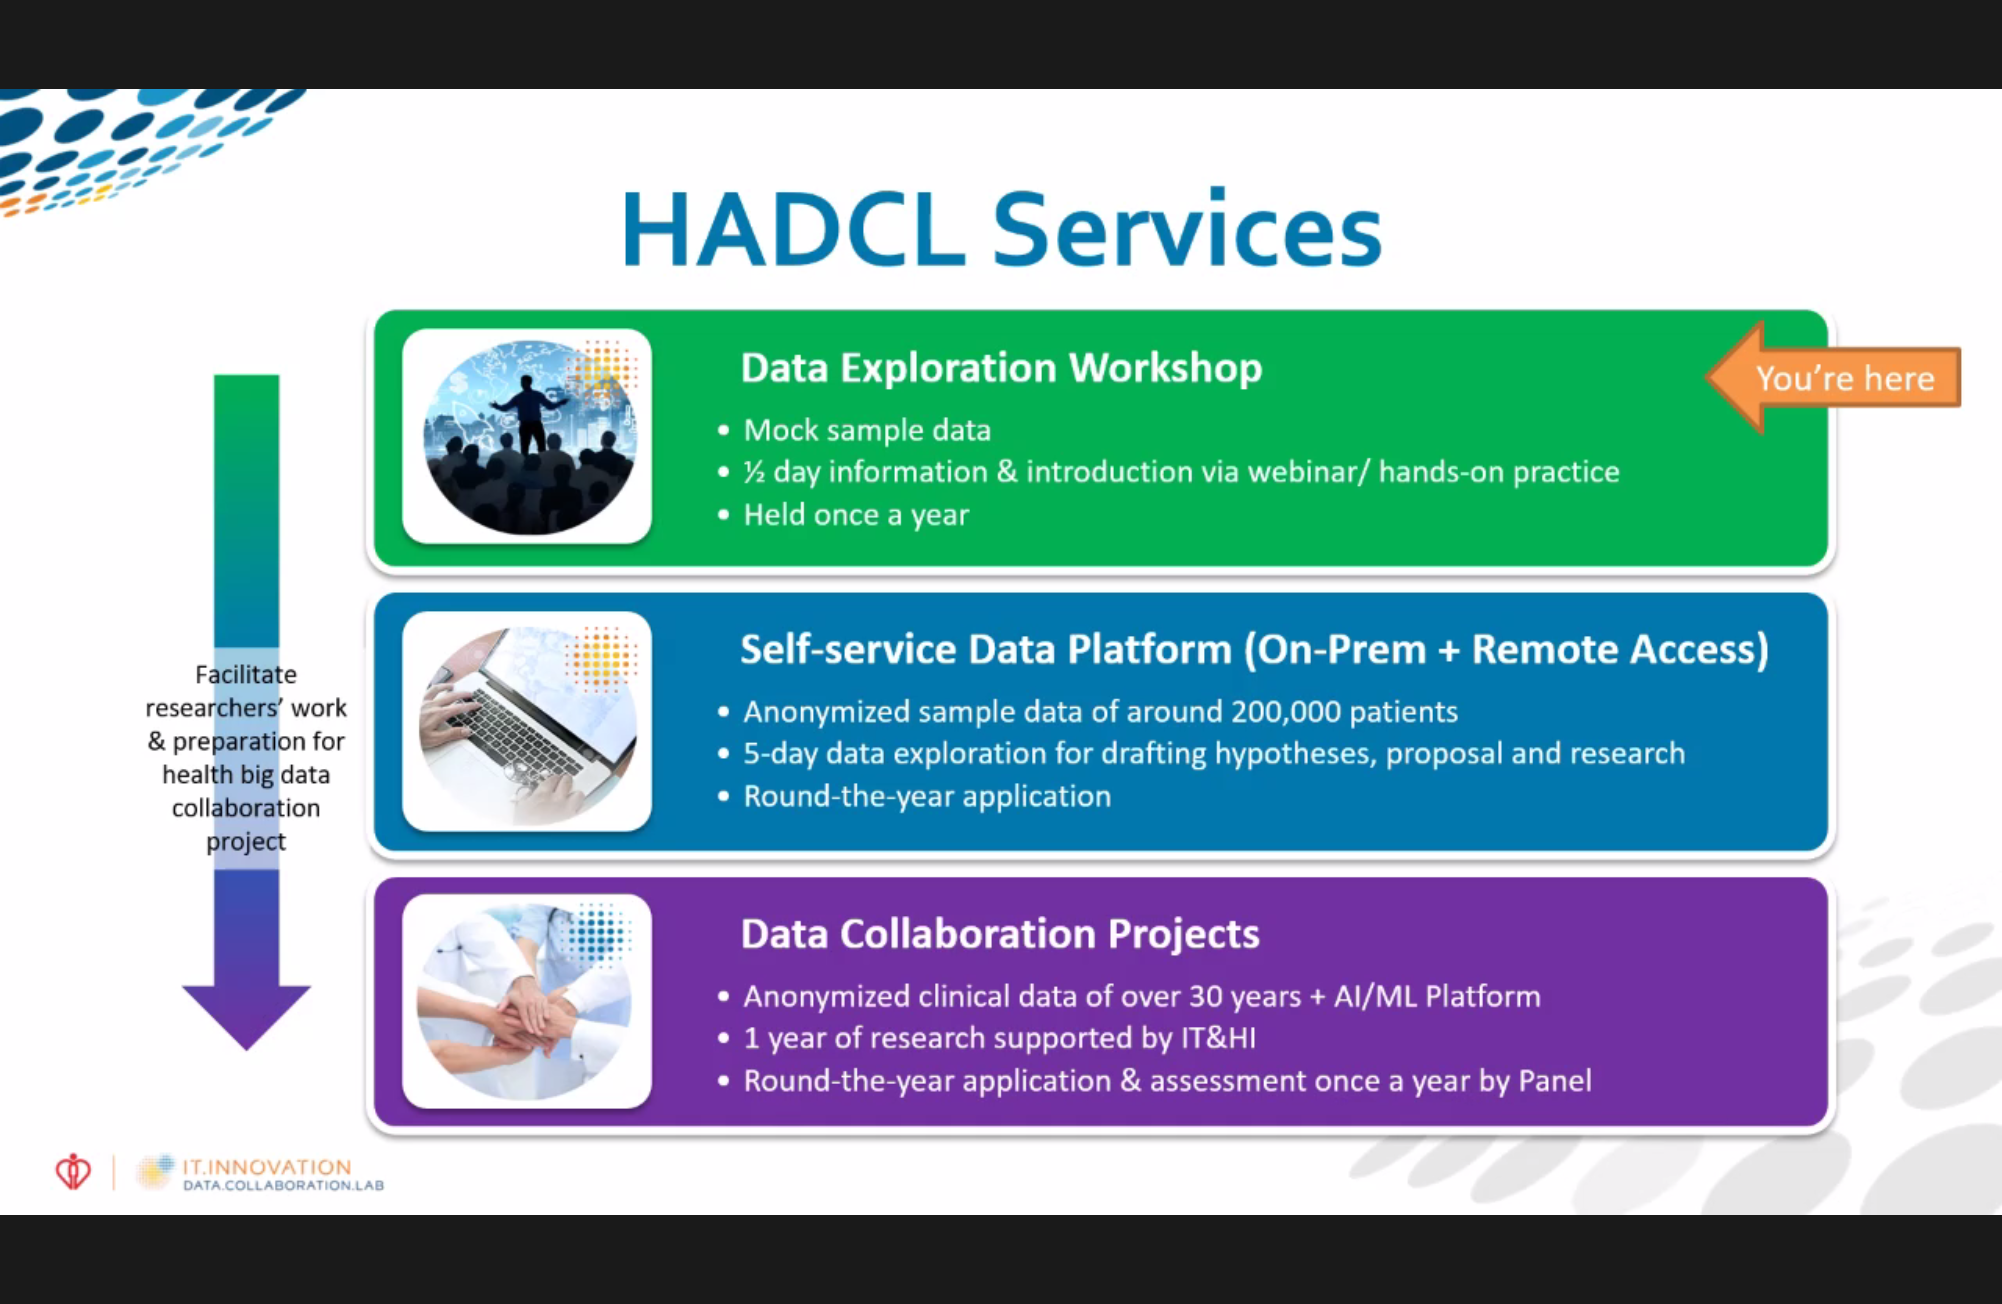 HADCL Services
Data Exploration Workshop
• Mock sample data
• ½ day information & introduction via webinar/ hands-on practice
• Held once a year
You're here
Self-service Data Platform (On-Prem + Remote Access)
• Anonymized sample data of around 200,000 patients
• 5-day data exploration for drafting hypotheses, proposal and research
• Round-the-year application
Facilitate
researchers' work
& preparation for
health big data
collaboration
project
Data Collaboration Projects
• Anonymized clinical data of over 30 years + AI/ML Platform
• 1 year of research supported by IT&HI
• Round-the-year application & assessment once a year by Panel
IT.INNOVATION
DATA.COLLABORATION.LAB